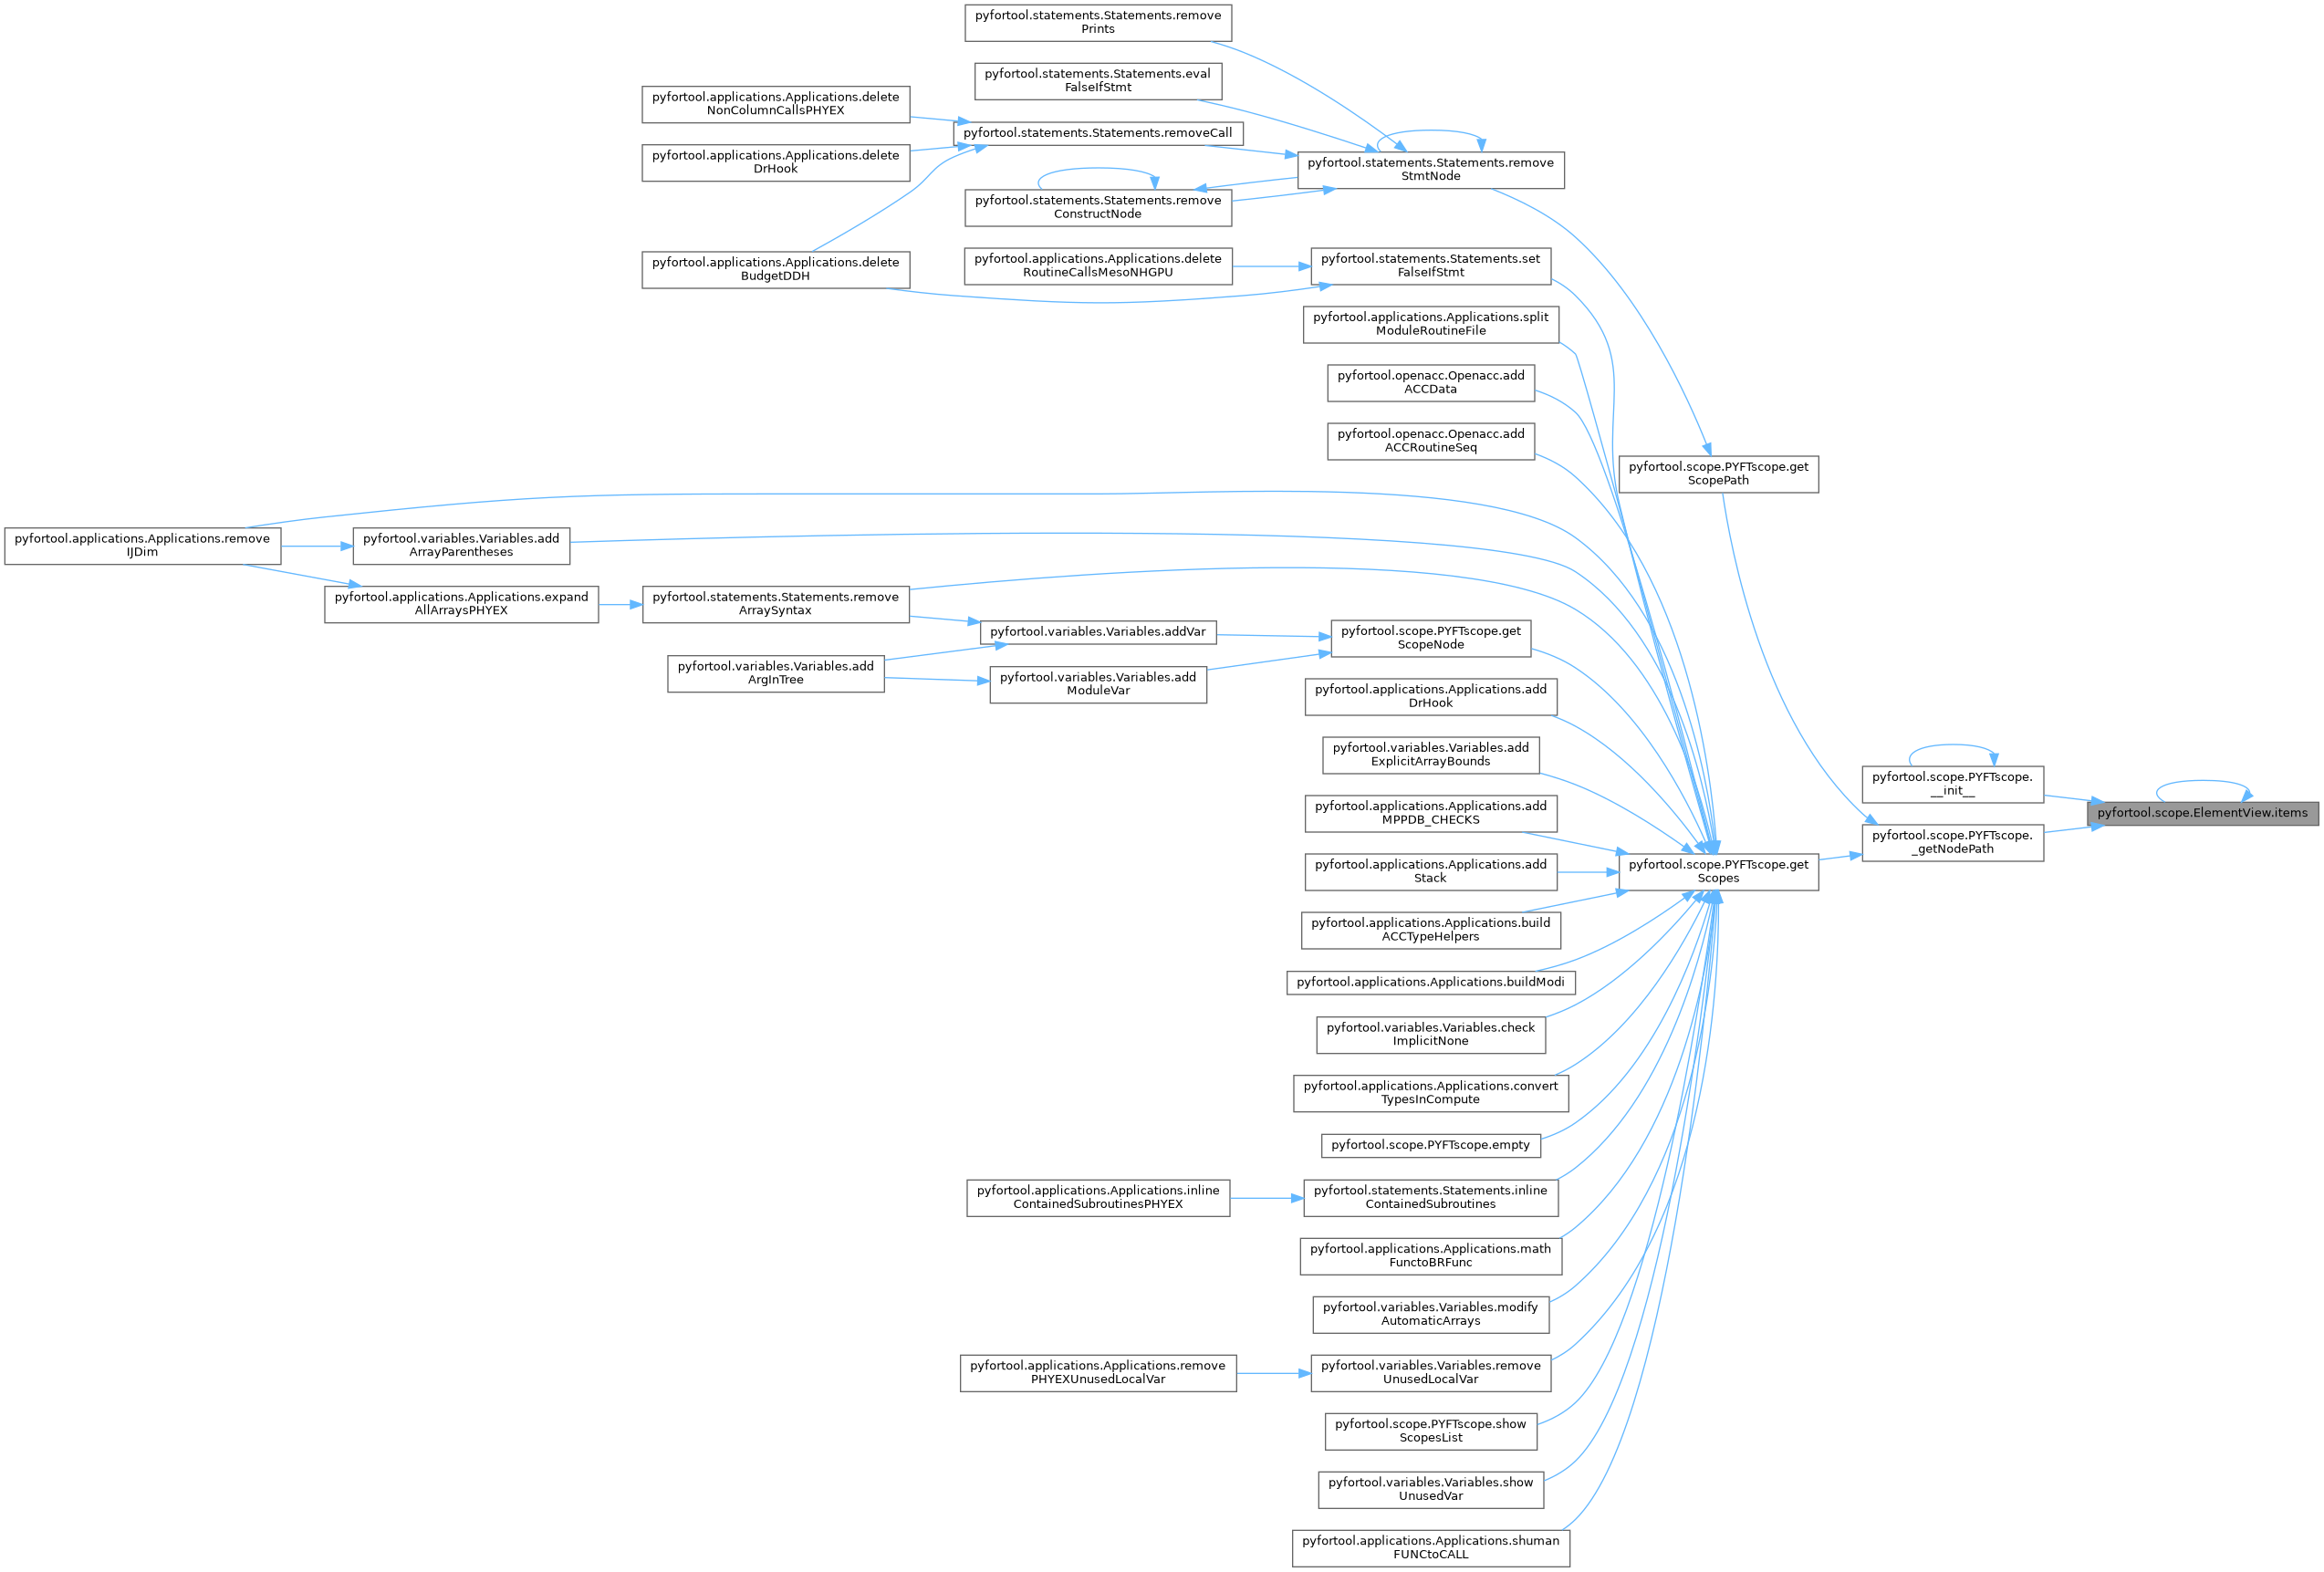 pyfortool.statements.Statements.remove
Prints
pyfortool.statements.Statements.eval
FalseIfStmt
pyfortool.applications.Applications.delete
NonColumnCallsPHYEX
pyfortool.statements.Statements.removeCall
pyfortool.applications.Applications.delete
DrHook
pyfortool.statements.Statements.remove
StmtNode
pyfortool.statements.Statements.remove
ConstructNode
pyfortool.applications.Applications.delete
BudgetDDH
pyfortool.applications.Applications.delete
RoutineCallsMesoNHGPU
pyfortool.statements.Statements.set
FalseIfStmt
pyfortool.applications.Applications.split
ModuleRoutineFile
pyfortool.openacc.Openacc.add
ACCData
pyfortool.openacc.Openacc.add
ACCRoutineSeq
pyfortool.scope.PYFTscope.get
ScopePath
pyfortool.applications.Applications.remove
IJDim
pyfortool.variables.Variables.add
ArrayParentheses
pyfortool.applications.Applications.expand
AllArraysPHYEX
pyfortool.statements.Statements.remove
ArraySyntax
pyfortool.variables.Variables.addVar
pyfortool.scope.PYFTscope.get
ScopeNode
pyfortool.variables.Variables.add
ArgInTree
pyfortool.variables.Variables.add
ModuleVar
pyfortool.applications.Applications.add
DrHook
pyfortool.variables.Variables.add
ExplicitArrayBounds
pyfortool.scope.PYFTscope.
__init__
pyfortool.scope.ElementView.items
pyfortool.applications.Applications.add
MPPDB_CHECKS
pyfortool.scope.PYFTscope.
_getNodePath
pyfortool.applications.Applications.add
Stack
pyfortool.scope.PYFTscope.get
Scopes
pyfortool.applications.Applications.build
ACCTypeHelpers
pyfortool.applications.Applications.buildModi
pyfortool.variables.Variables.check
ImplicitNone
pyfortool.applications.Applications.convert
TypesInCompute
pyfortool.scope.PYFTscope.empty
pyfortool.applications.Applications.inline
ContainedSubroutinesPHYEX
pyfortool.statements.Statements.inline
ContainedSubroutines
pyfortool.applications.Applications.math
FunctoBRFunc
pyfortool.variables.Variables.modify
AutomaticArrays
pyfortool.applications.Applications.remove
PHYEXUnusedLocalVar
pyfortool.variables.Variables.remove
UnusedLocalVar
pyfortool.scope.PYFTscope.show
ScopesList
pyfortool.variables.Variables.show
UnusedVar
pyfortool.applications.Applications.shuman
FUNCtoCALL